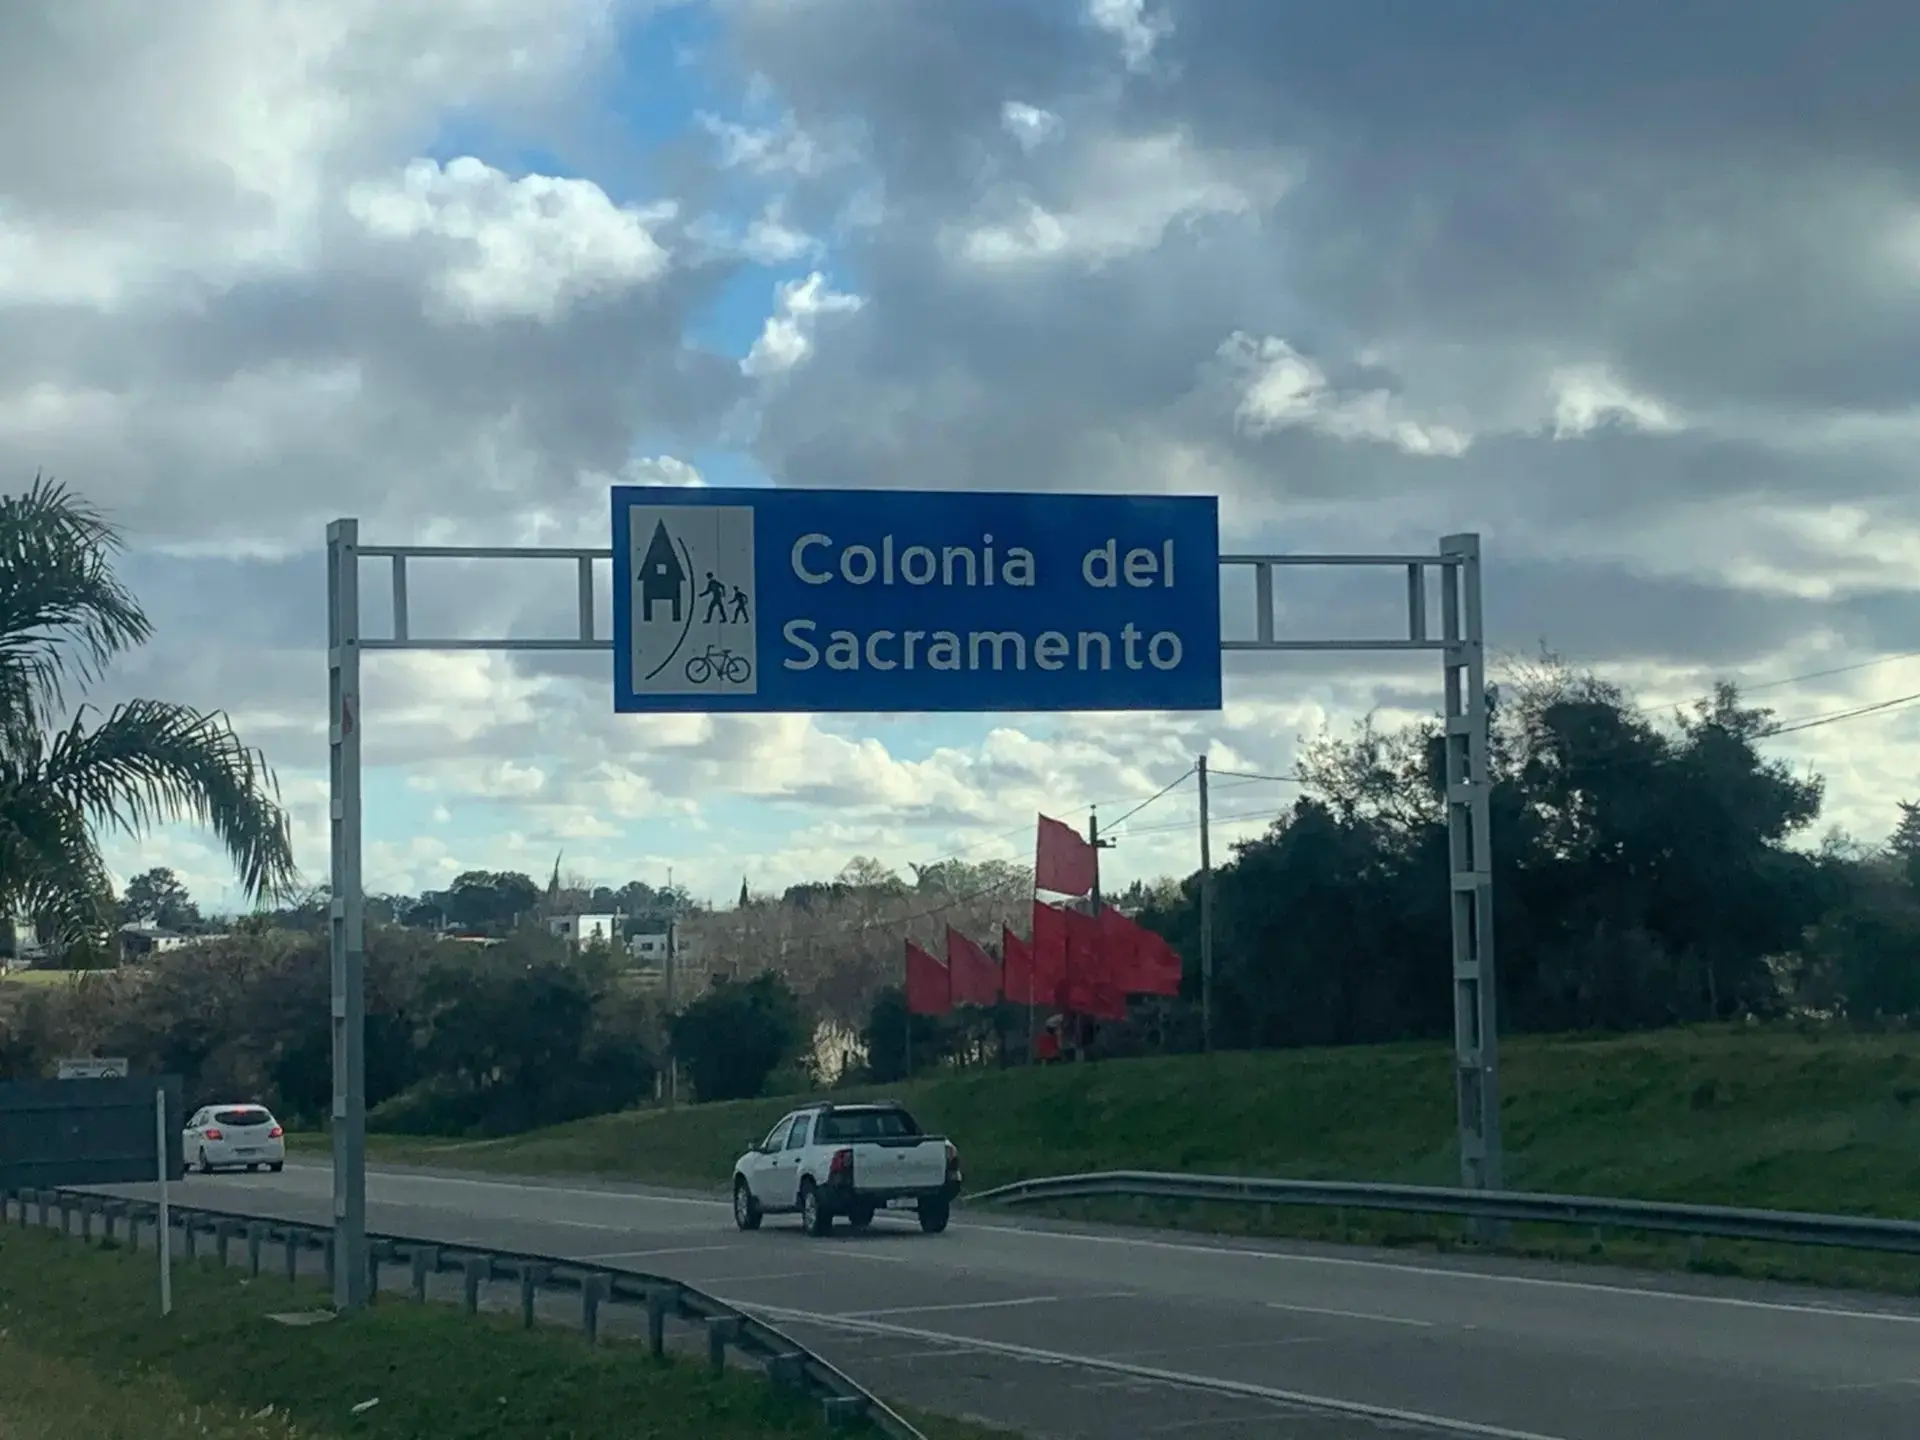 Colonia del
Sacramento